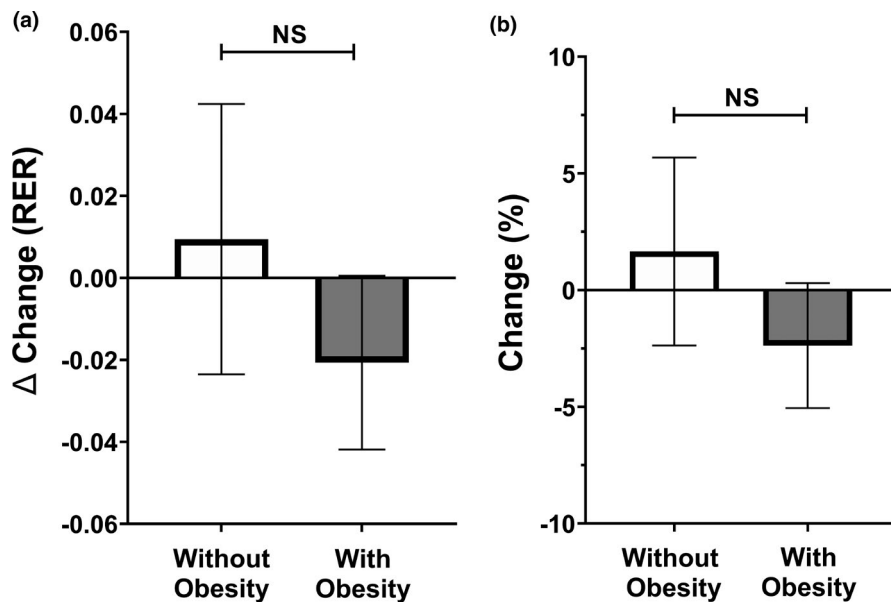 (a)
Δ Change (RER)
0.06
0.04
0.02
0.00
-0.02
-0.04
-0.06
NS
Without
Obesity
With
Obesity
(b)
Change (%)
10
5
0
-5
-10
NS
Without
Obesity
With
Obesity